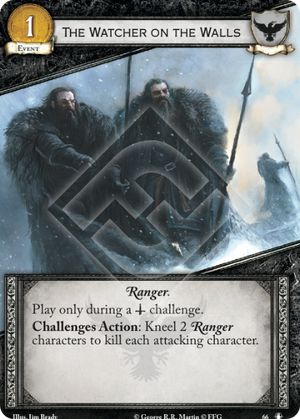 1
EVENT
THE WATCHER ON THE WALLS
Ranger.
Play only during a challenge.
Challenges Action: Kneel 2 Ranger
characters to kill each attacking character.
Illus. Jim Brady
© George R.R. Martin © FFG
66